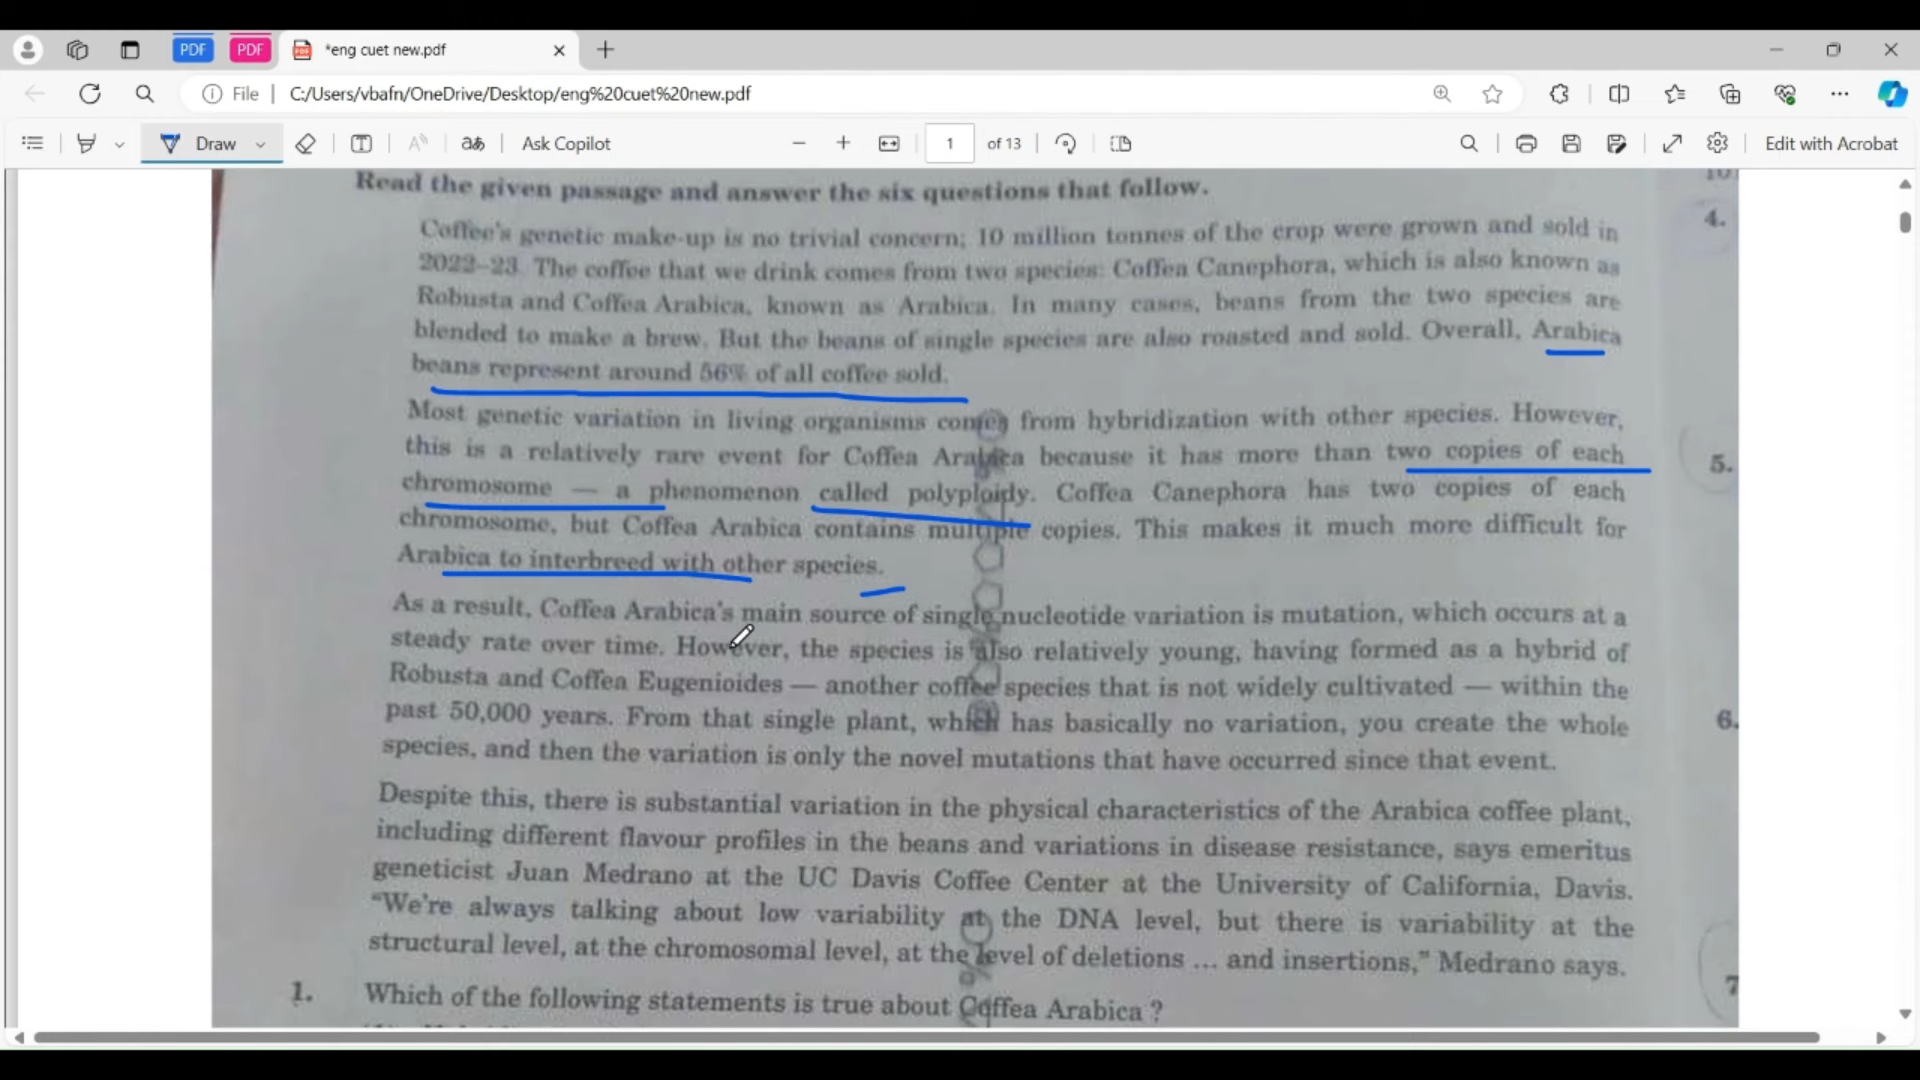 PDF
PDF
*eng cuet new.pdf
File
C:/Users/vbafn/OneDrive/Desktop/eng%20cuet%20new.pdf
Draw
Ask Copilot
1
of 13
Edit with Acrobat
Read the given passage and answer the six questions that follow.
Coffee's genetic make-up is no trivial concern; 10 million tonnes of the crop were grown and sold in
2022–23. The coffee that we drink comes from two species: Coffea Canephora, which is also known as
Robusta and Coffea Arabica, known as Arabica. In many cases, beans from the two species are
blended to make a brew. But the beans of single species are also roasted and sold. Overall, Arabica
beans represent around 56% of all coffee sold.
Most genetic variation in living organisms comes from hybridization with other species. However,
this is a relatively rare event for Coffea Arabica because it has more than two copies of each
chromosome — a phenomenon called polyploidy. Coffea Canephora has two copies of each
chromosome, but Coffea Arabica contains multiple copies. This makes it much more difficult for
Arabica to interbreed with other species.
As a result, Coffea Arabica's main source of single nucleotide variation is mutation, which occurs at a
steady rate over time. However, the species is also relatively young, having formed as a hybrid of
Robusta and Coffea Eugenioides — another coffee species that is not widely cultivated — within the
past 50,000 years. From that single plant, which has basically no variation, you create the whole
species, and then the variation is only the novel mutations that have occurred since that event.
Despite this, there is substantial variation in the physical characteristics of the Arabica coffee plant,
including different flavour profiles in the beans and variations in disease resistance, says emeritus
geneticist Juan Medrano at the UC Davis Coffee Center at the University of California, Davis.
"We're always talking about low variability at the DNA level, but there is variability at the
structural level, at the chromosomal level, at the level of deletions ... and insertions," Medrano says.
1. Which of the following statements is true about Coffea Arabica ?
4.
5.
6.
7